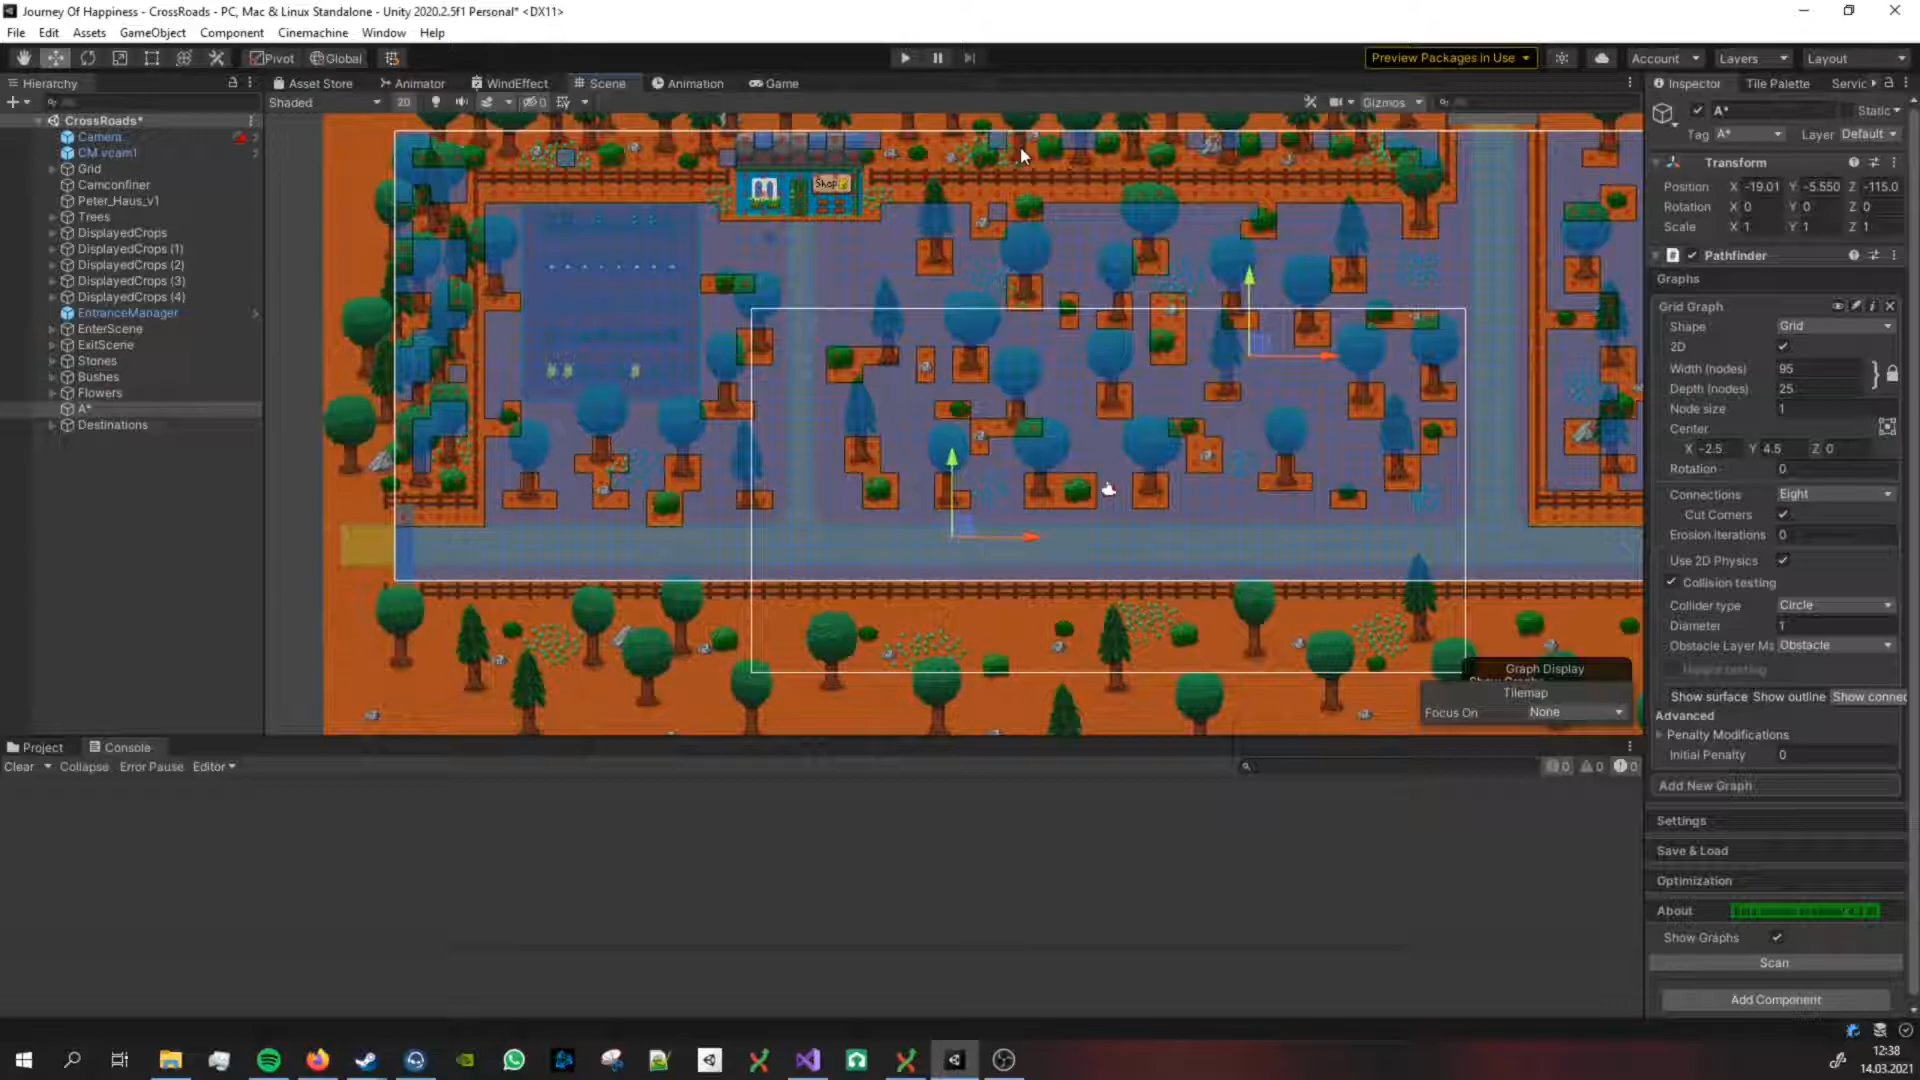 Journey Of Happiness - CrossRoads - PC, Mac & Linux Standalone - Unity 2020.2.5f1 Personal* <DX11>
File Edit Assets GameObject Component Cinemachine Window Help
Pivot Global Preview Packages in Use Account Layers Layout
Hierarchy Asset Store Animator WindEffect Scene Animation Game Inspector Tile Palette Servic
Shaded 2D 0 Gizmos
CrossRoads*
Camera
CM vcam1
Grid
Camconfiner
Peter_Haus_v1
Trees
DisplayedCrops
DisplayedCrops (1)
DisplayedCrops (2)
DisplayedCrops (3)
DisplayedCrops (4)
EntranceManager
EnterScene
ExitScene
Stones
Bushes
Flowers
A*
Destinations
Shop
Graph Display
Tilemap
Focus On None
A* Static
Tag A* Layer Default
Transform
Position X -19.01 Y -5.550 Z -115.0
Rotation X 0 Y 0 Z 0
Scale X 1 Y 1 Z 1
Pathfinder
Graphs
Grid Graph
Shape Grid
2D
Width (nodes) 95
Depth (nodes) 25
Node size 1
Center
X -2.5 Y 4.5 Z 0
Rotation 0
Connections Eight
Cut Corners
Erosion Iterations 0
Use 2D Physics
Collision testing
Collider type Circle
Diameter 1
Obstacle Layer Ma Obstacle
Show surface Show outline Show connec
Advanced
Penalty Modifications
Initial Penalty 0
Add New Graph
Settings
Save & Load
Optimization
About
Show Graphs
Scan
Add Component
Project Console
Clear Collapse Error Pause Editor 0 0 0
12:38
14.03.2021